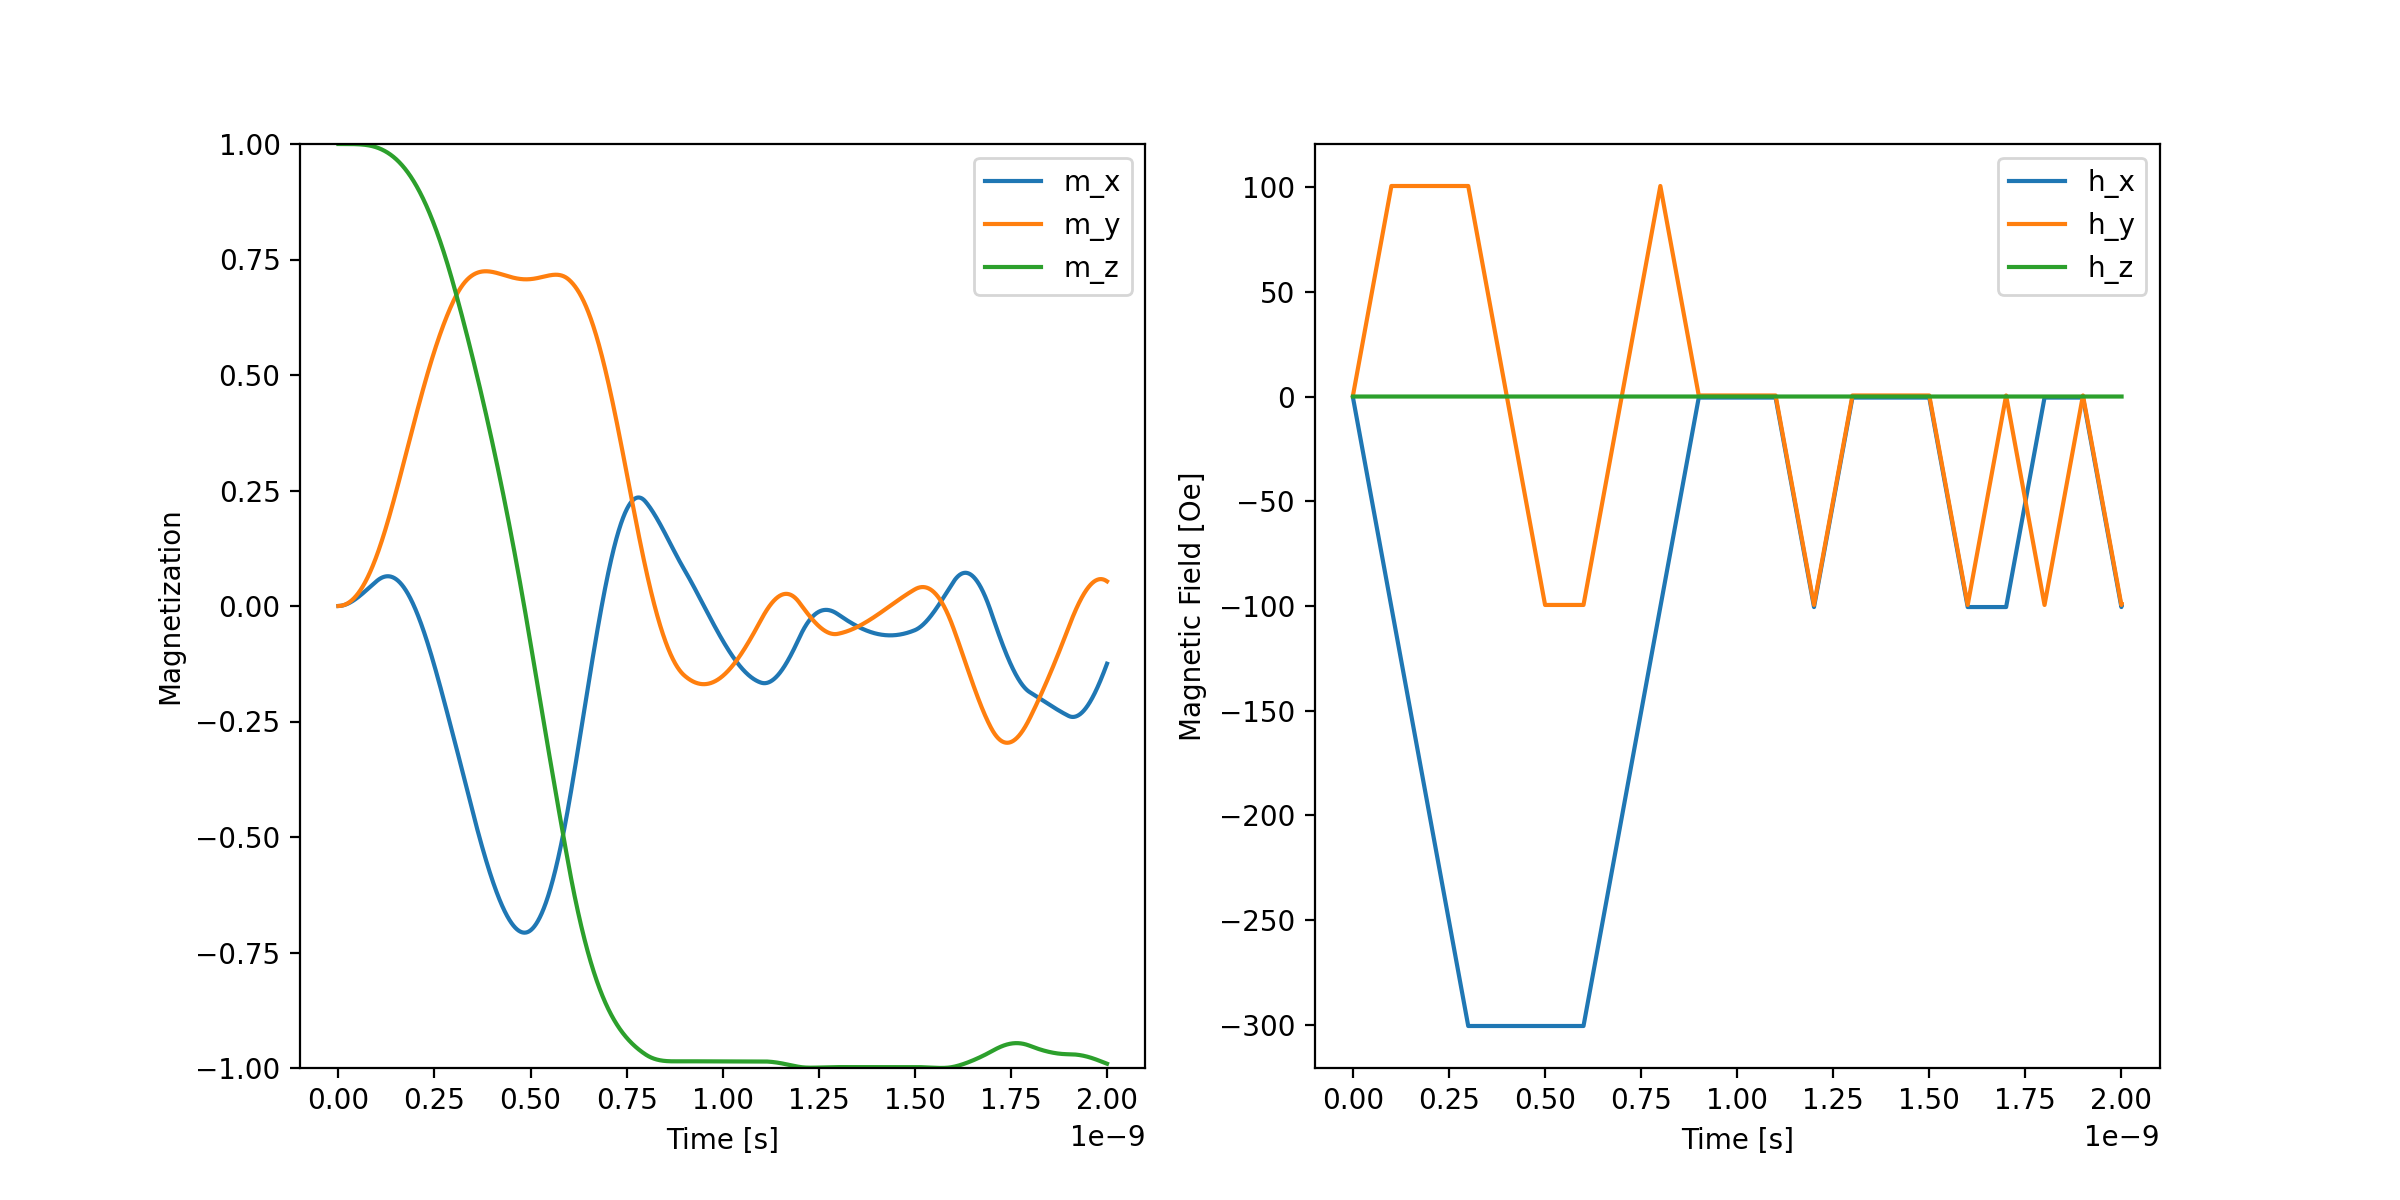 1.00
0.75
0.50
0.25
0.00
−0.25
−0.50
−0.75
−1.00
Magnetization
m_x
m_y
m_z
0.00 0.25 0.50 0.75 1.00 1.25 1.50 1.75 2.00
Time [s]
1e−9
100
50
0
−50
−100
−150
−200
−250
−300
Magnetic Field [Oe]
h_x
h_y
h_z
0.00 0.25 0.50 0.75 1.00 1.25 1.50 1.75 2.00
Time [s]
1e−9